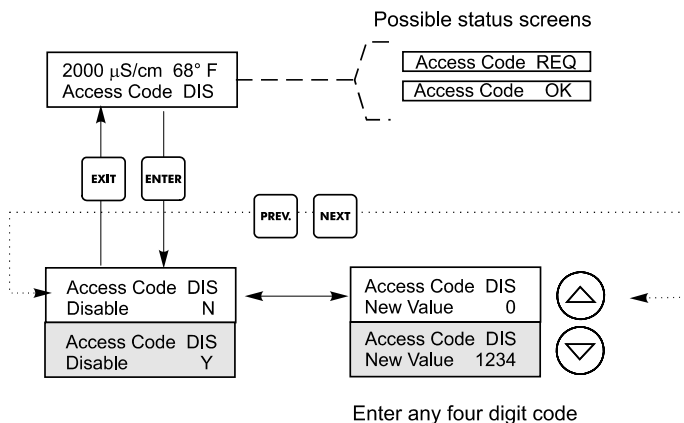 Possible status screens
2000 μS/cm 68° F
Access Code DIS
Access Code REQ
Access Code OK
EXIT
ENTER
PREV.
NEXT
Access Code DIS
Disable N
Access Code DIS
Disable Y
Access Code DIS
New Value 0
Access Code DIS
New Value 1234
Enter any four digit code